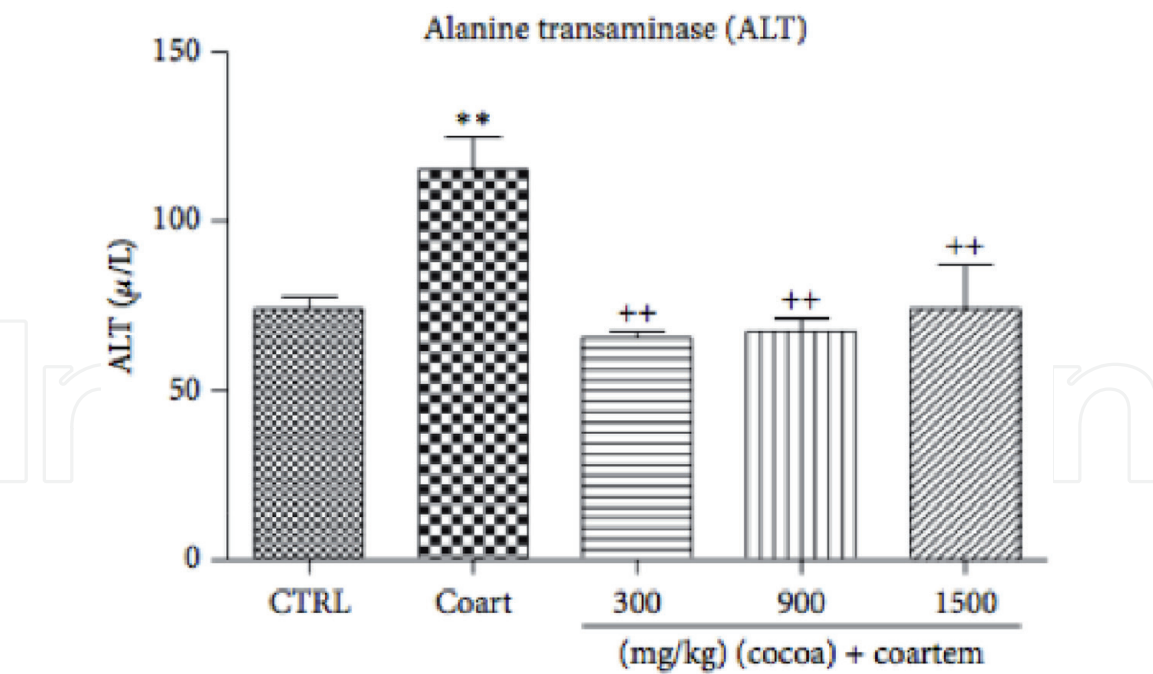 Alanine transaminase (ALT)
150
100
50
0
ALT (μ/L)
**
++
++
++
CTRL Coart 300 900 1500
(mg/kg) (cocoa) + coartem